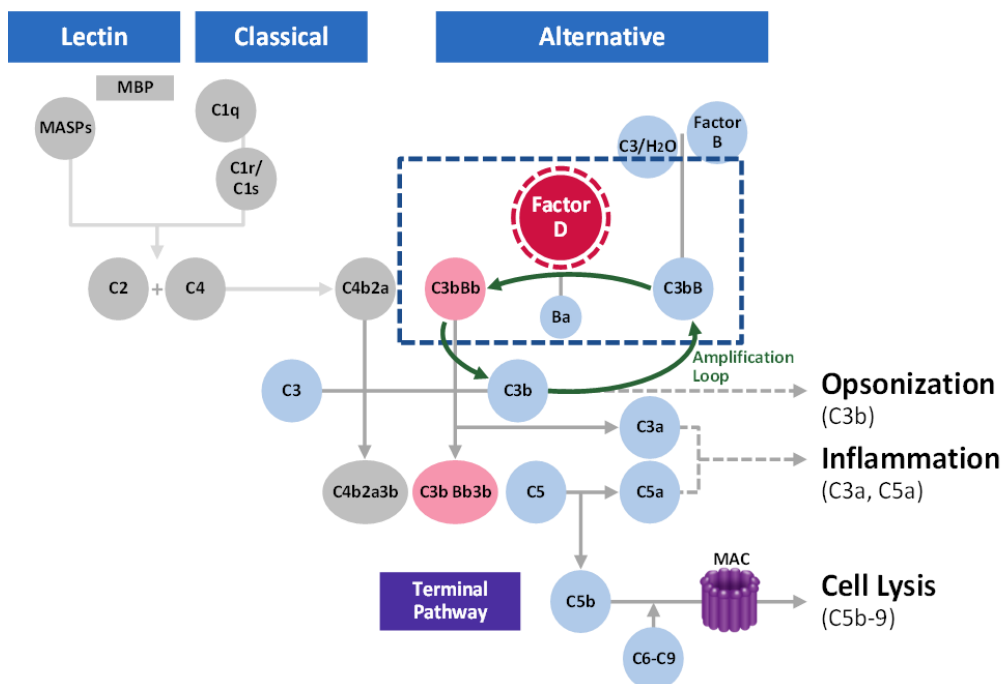 Lectin
Classical
Alternative
MBP
MASPs
C1q
C1r/
C1s
C3/H₂O
Factor
B
Factor
D
C2
+
C4
C4b2a
C3bBb
Ba
C3bB
Amplification
Loop
C3
C3b
Opsonization
(C3b)
C3a
Inflammation
(C3a, C5a)
C4b2a3b
C3b Bb3b
C5
C5a
Terminal
Pathway
C5b
MAC
Cell Lysis
(C5b-9)
C6-C9